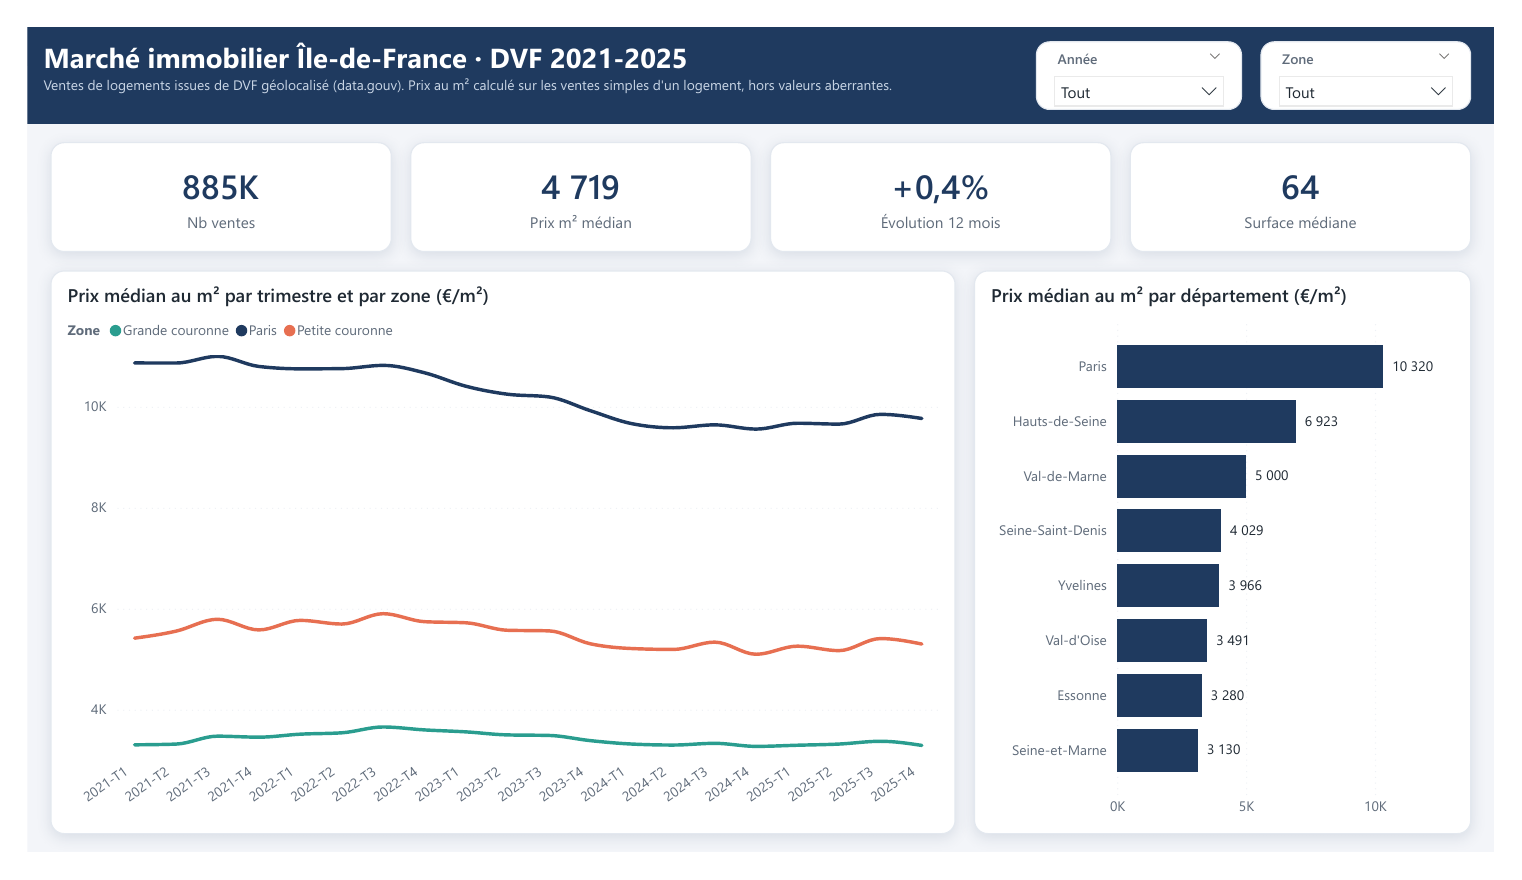 Marché immobilier Île-de-France · DVF 2021-2025
Ventes de logements issues de DVF géolocalisé (data.gouv). Prix au m² calculé sur les ventes simples d'un logement, hors valeurs aberrantes.
Année
Tout
Zone
Tout
885K
Nb ventes
4 719
Prix m² médian
+0,4%
Évolution 12 mois
64
Surface médiane
Prix médian au m² par trimestre et par zone (€/m²)
Zone Grande couronne Paris Petite couronne
10K
8K
6K
4K
2021-T1
2021-T2
2021-T3
2021-T4
2022-T1
2022-T2
2022-T3
2022-T4
2023-T1
2023-T2
2023-T3
2023-T4
2024-T1
2024-T2
2024-T3
2024-T4
2025-T1
2025-T2
2025-T3
2025-T4
Prix médian au m² par département (€/m²)
Paris 10 320
Hauts-de-Seine 6 923
Val-de-Marne 5 000
Seine-Saint-Denis 4 029
Yvelines 3 966
Val-d'Oise 3 491
Essonne 3 280
Seine-et-Marne 3 130
0K 5K 10K